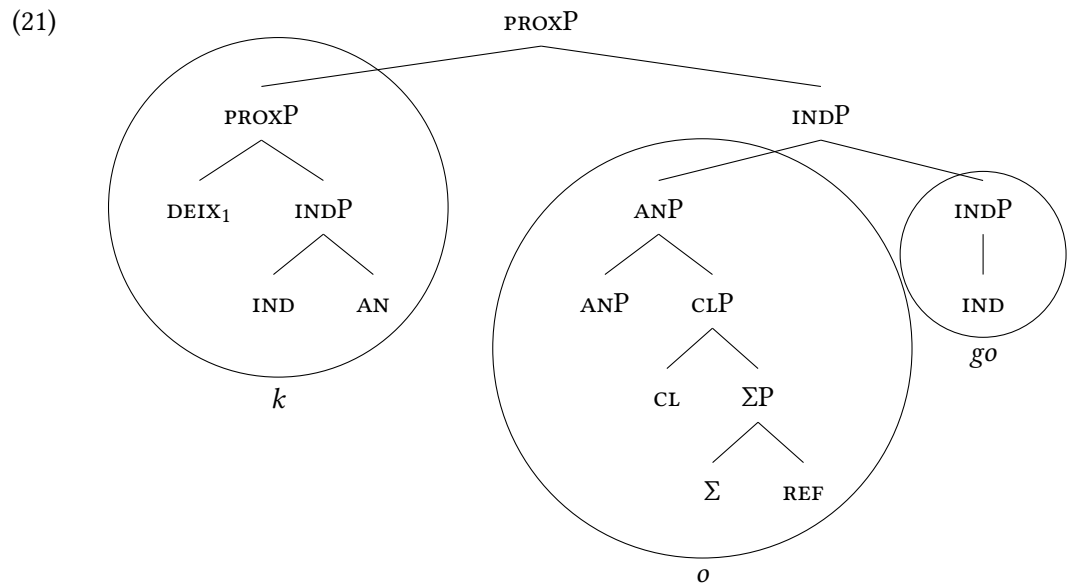 (21) PROXP
PROXP INDP
DEIX₁ INDP ANP INDP
IND AN ANP CLP IND
go
k CL ΣP
Σ REF
o